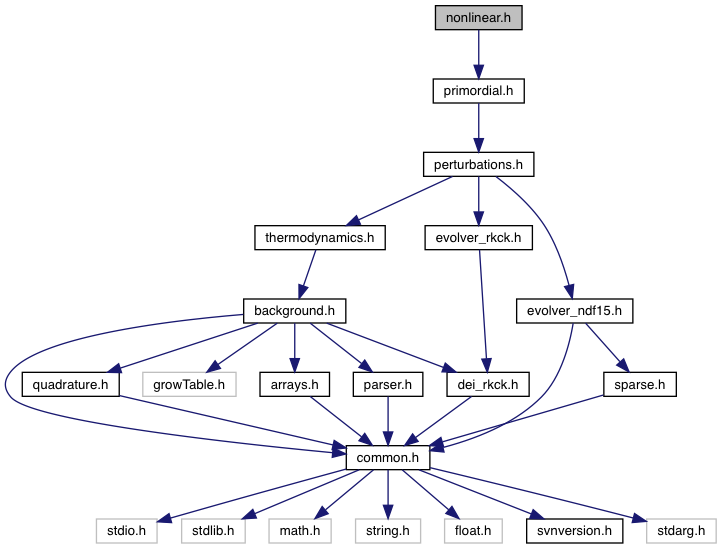 nonlinear.h
primordial.h
perturbations.h
thermodynamics.h
evolver_rkck.h
background.h
evolver_ndf15.h
quadrature.h
growTable.h
arrays.h
parser.h
dei_rkck.h
sparse.h
common.h
stdio.h
stdlib.h
math.h
string.h
float.h
svnversion.h
stdarg.h